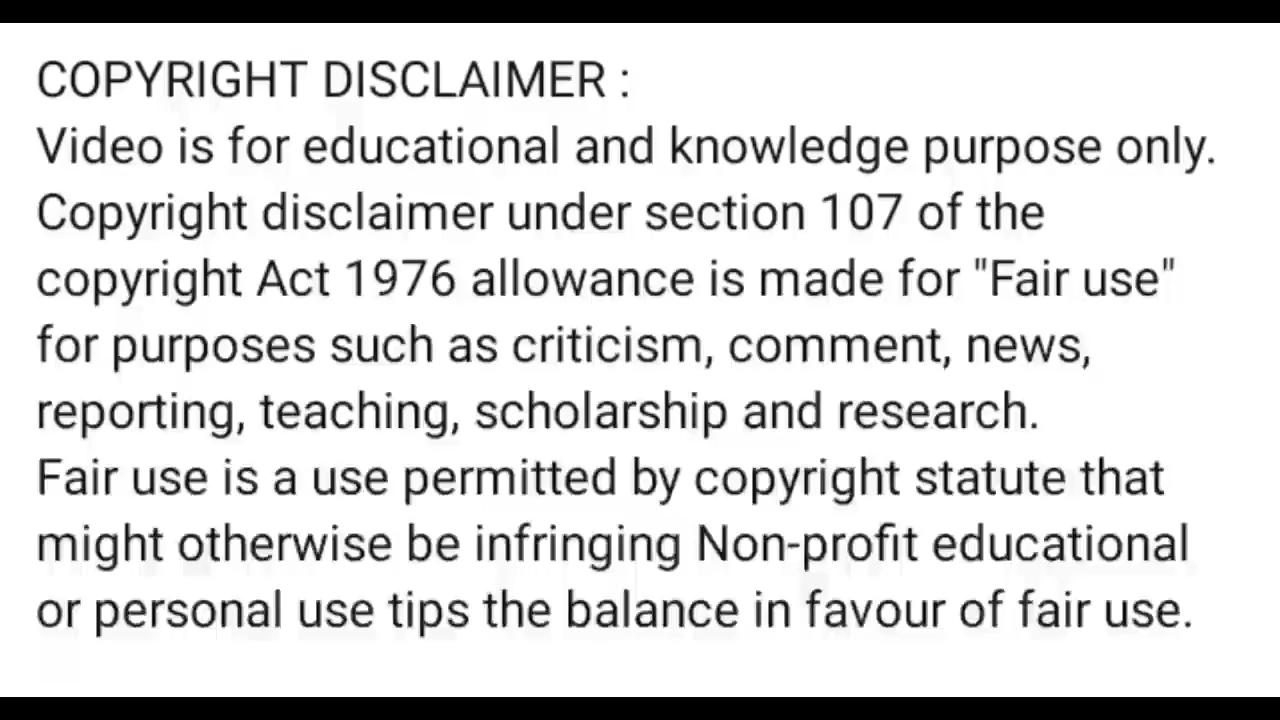 COPYRIGHT DISCLAIMER :
Video is for educational and knowledge purpose only.
Copyright disclaimer under section 107 of the
copyright Act 1976 allowance is made for "Fair use"
for purposes such as criticism, comment, news,
reporting, teaching, scholarship and research.
Fair use is a use permitted by copyright statute that
might otherwise be infringing Non-profit educational
or personal use tips the balance in favour of fair use.